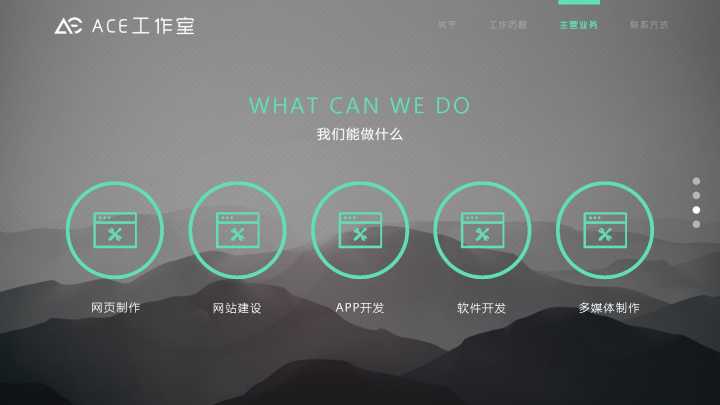 ACE工作室
关于
工作历程
主营业务
联系方式
WHAT CAN WE DO
我们能做什么
网页制作
网站建设
APP开发
软件开发
多媒体制作